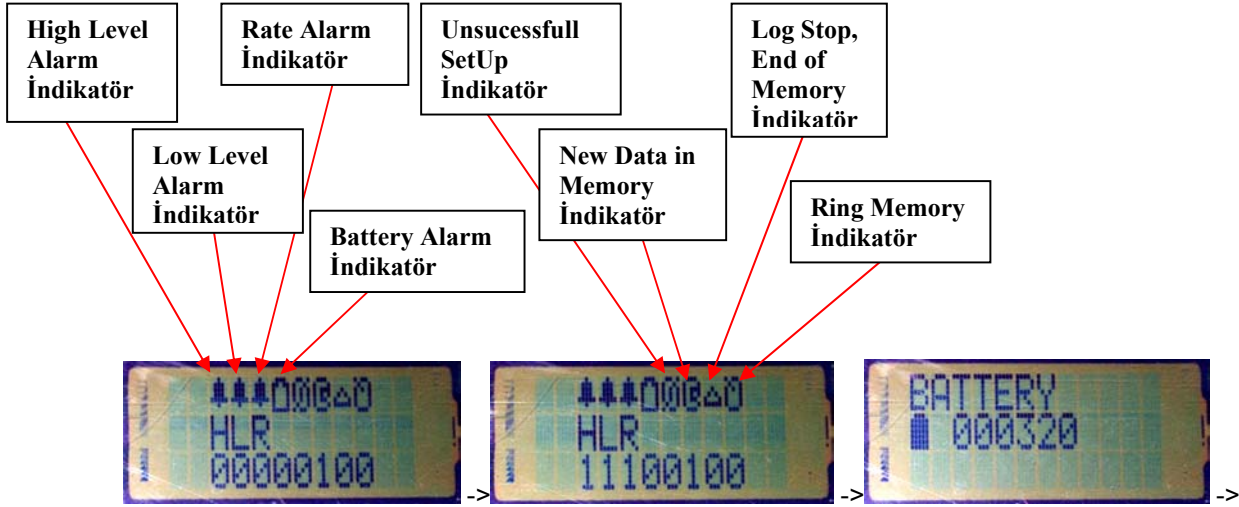 High Level
Alarm
İndikatör
Rate Alarm
İndikatör
Unsucessfull
SetUp
İndikatör
Log Stop,
End of
Memory
İndikatör
Low Level
Alarm
İndikatör
New Data in
Memory
İndikatör
Battery Alarm
İndikatör
Ring Memory
İndikatör
HLR
00000100
->
HLR
11100100
->
BATTERY
000320
->